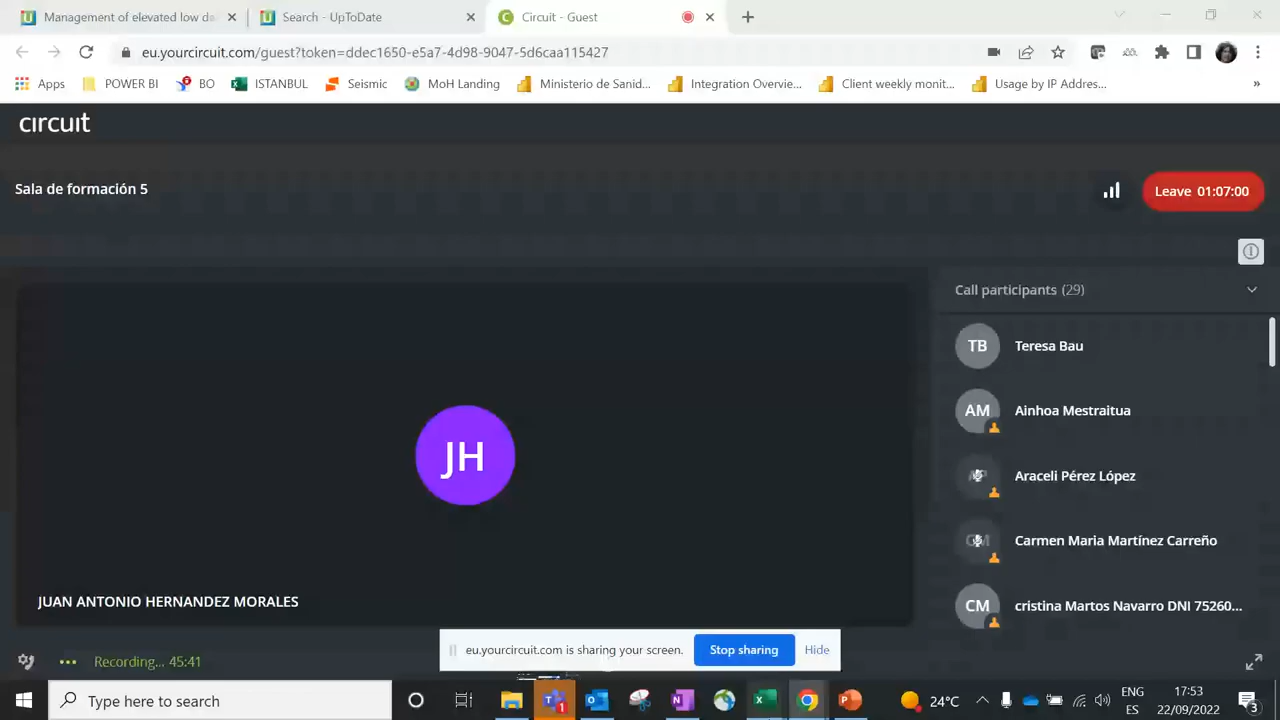 Management of elevated low da
Search - UpToDate
Circuit - Guest
eu.yourcircuit.com/guest?token=ddec1650-e5a7-4d98-9047-5d6caa115427
Apps
POWER BI
BO
ISTANBUL
Seismic
MoH Landing
Ministerio de Sanid...
Integration Overvie...
Client weekly monit...
Usage by IP Addres...
»
circuit
Sala de formación 5
Leave 01:07:00
Call participants (29)
TB
Teresa Bau
AM
Ainhoa Mestraitua
Araceli Pérez López
CM
Carmen Maria Martínez Carreño
CM
cristina Martos Navarro DNI 75260...
JH
JUAN ANTONIO HERNANDEZ MORALES
eu.yourcircuit.com is sharing your screen.
Stop sharing
Hide
Recording... 45:41
Type here to search
1
24°C
ENG
ES
17:53
22/09/2022
3